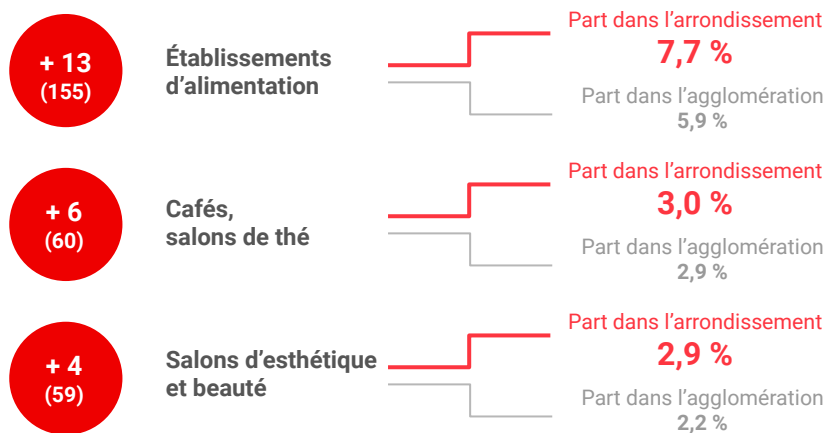 + 13
(155)
Établissements
d’alimentation
Part dans l’arrondissement
7,7 %
Part dans l’agglomération
5,9 %
+ 6
(60)
Cafés,
salons de thé
Part dans l’arrondissement
3,0 %
Part dans l’agglomération
2,9 %
+ 4
(59)
Salons d’esthétique
et beauté
Part dans l’arrondissement
2,9 %
Part dans l’agglomération
2,2 %